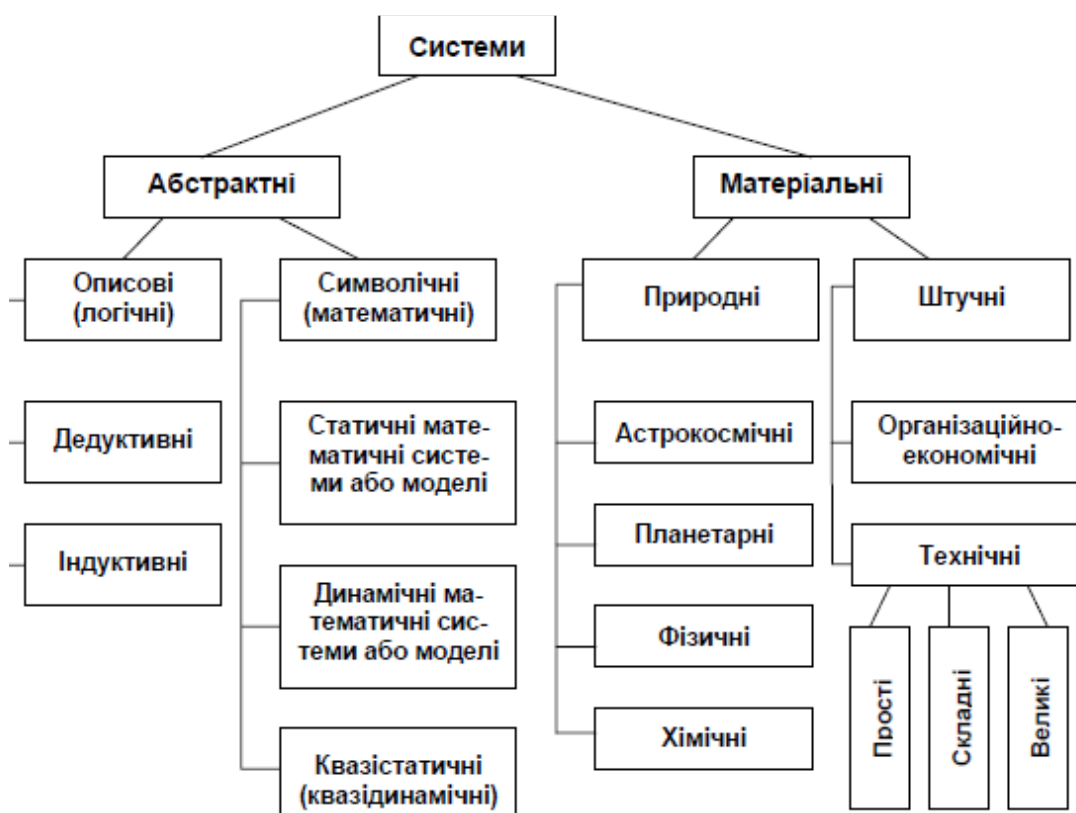 Системи
Абстрактні
Матеріальні
Описові
(логічні)
Символічні
(математичні)
Природні
Штучні
Дедуктивні
Статичні мате-
матичні систе-
ми або моделі
Астрокосмічні
Організаційно-
економічні
Індуктивні
Динамічні ма-
тематичні сис-
теми або моделі
Планетарні
Технічні
Фізичні
Прості
Складні
Великі
Квазістатичні
(квазідинамічні)
Хімічні